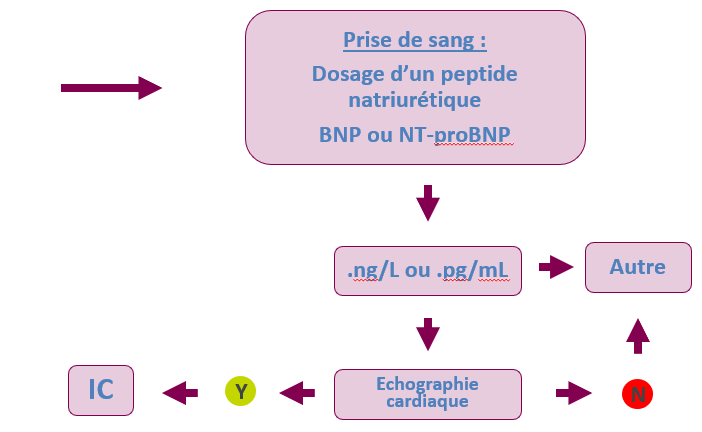 Prise de sang :
Dosage d’un peptide
natriurétique
BNP ou NT-proBNP
.ng/L ou .pg/mL
Autre
IC
Y
Echographie
cardiaque
N